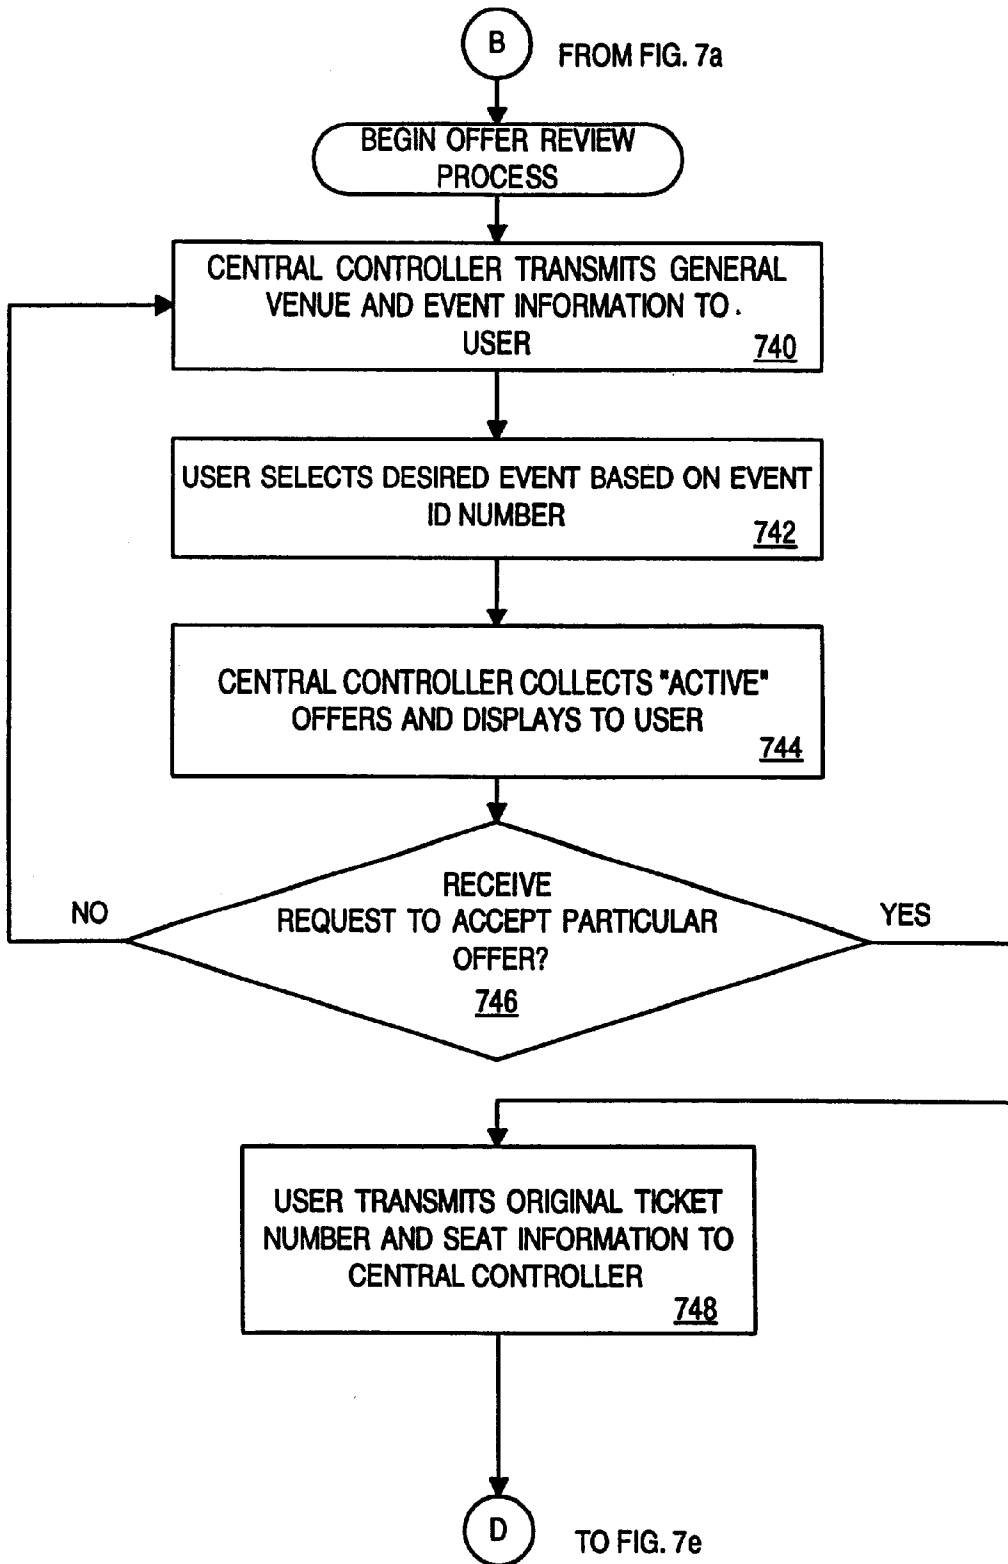 B
FROM FIG. 7a
BEGIN OFFER REVIEW
PROCESS
CENTRAL CONTROLLER TRANSMITS GENERAL
VENUE AND EVENT INFORMATION TO
USER
740
USER SELECTS DESIRED EVENT BASED ON EVENT
ID NUMBER
742
CENTRAL CONTROLLER COLLECTS "ACTIVE"
OFFERS AND DISPLAYS TO USER
744
NO
RECEIVE
REQUEST TO ACCEPT PARTICULAR
OFFER?
746
YES
USER TRANSMITS ORIGINAL TICKET
NUMBER AND SEAT INFORMATION TO
CENTRAL CONTROLLER
748
D
TO FIG. 7e